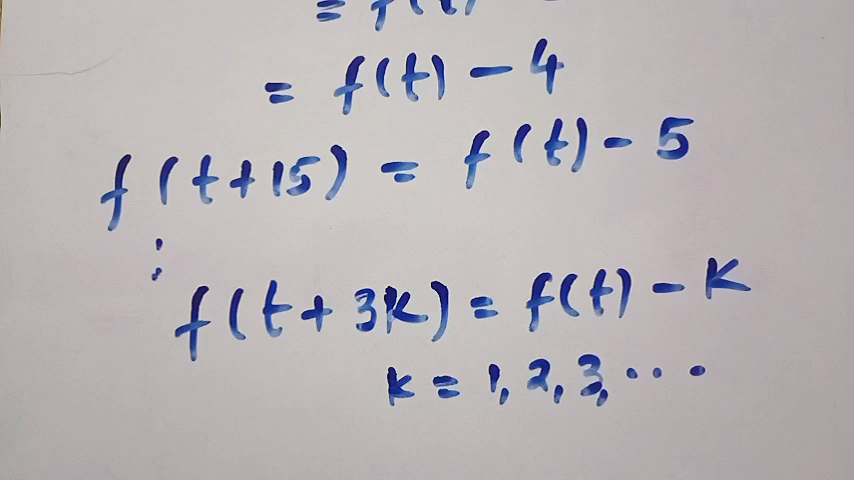 = f(t)
= f(t) - 4
f(t+15) = f(t) - 5
:
f(t+3k) = f(t) - k
k = 1, 2, 3, ...